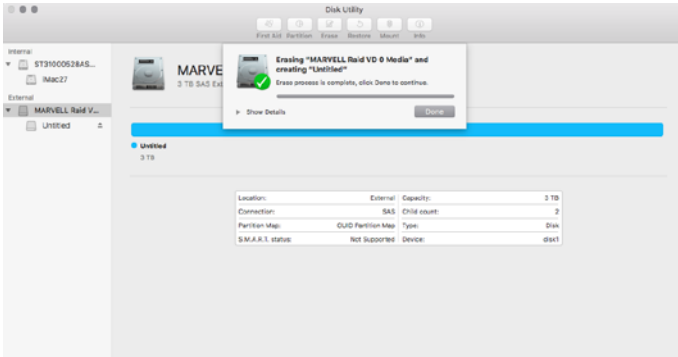 Disk Utility
First Aid Partition Erase Restore Mount Info
Internal
ST31000528AS...
iMac27
External
MARVELL Raid V...
Untitled
MARVE
3 TB SAS Ext
Erasing "MARVELL Raid VD 0 Media" and
creating "Untitled"
Erase process is complete, click Done to continue.
Show Details
Done
Untitled
3 TB
Location: External Capacity: 3 TB
Connection: SAS Child count: 2
Partition Map: GUID Partition Map Type: Disk
S.M.A.R.T. status: Not Supported Device: disk1